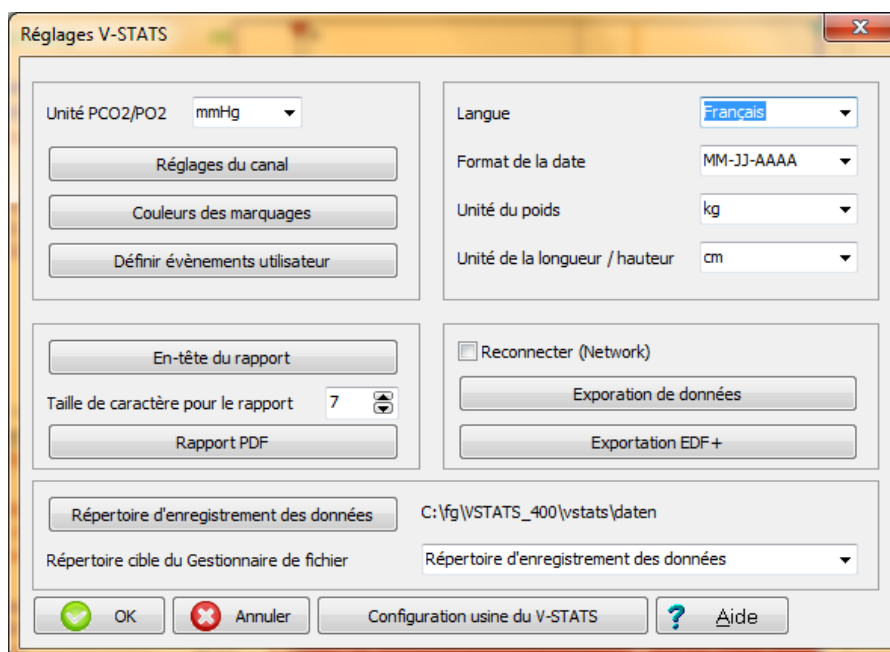 Réglages V-STATS
Unité PCO2/PO2 mmHg
Réglages du canal
Couleurs des marquages
Définir évènements utilisateur
Langue Français
Format de la date MM-JJ-AAAA
Unité du poids kg
Unité de la longueur / hauteur cm
En-tête du rapport
Taille de caractère pour le rapport 7
Rapport PDF
Reconnecter (Network)
Exporation de données
Exportation EDF+
Répertoire d'enregistrement des données C:\fg\VSTATS_400\vstats\daten
Répertoire cible du Gestionnaire de fichier Répertoire d'enregistrement des données
OK Annuler Configuration usine du V-STATS ? Aide